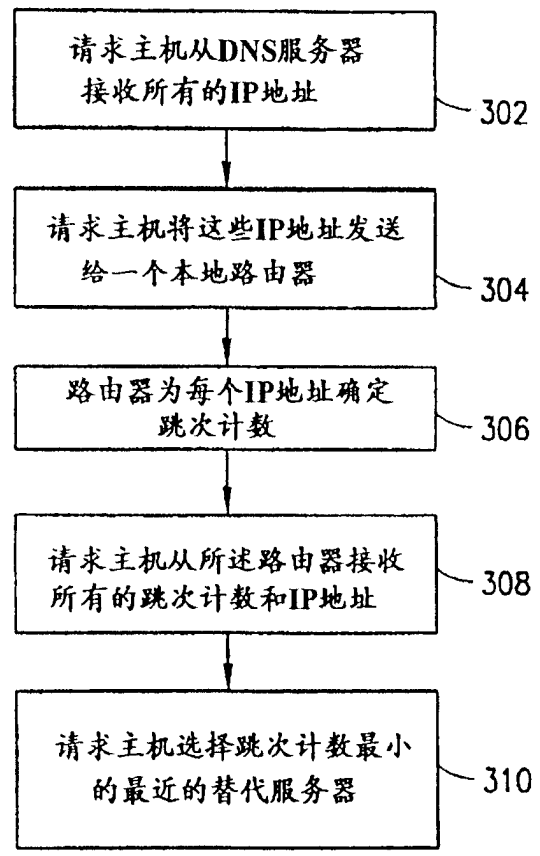 请求主机从DNS服务器
接收所有的IP地址
302
请求主机将这些IP地址发送
给一个本地路由器
304
路由器为每个IP地址确定
跳次计数
306
请求主机从所述路由器接收
所有的跳次计数和IP地址
308
请求主机选择跳次计数最小
的最近的替代服务器
310